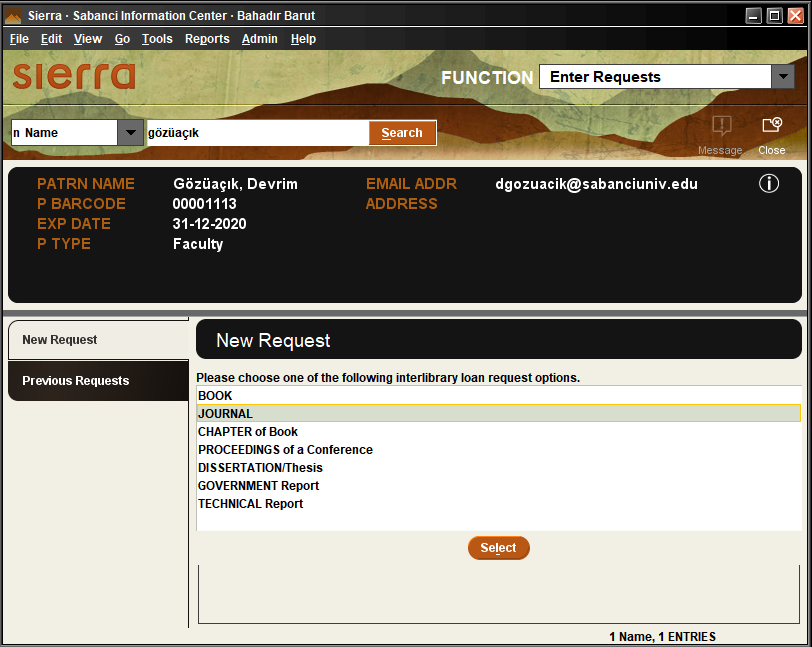 Sierra · Sabanci Information Center · Bahadır Barut
File Edit View Go Tools Reports Admin Help
sierra
FUNCTION Enter Requests
n Name gözüaçık Search
Message Close
PATRN NAME Gözüaçık, Devrim EMAIL ADDR dgozuacik@sabanciuniv.edu
P BARCODE 00001113 ADDRESS
EXP DATE 31-12-2020
P TYPE Faculty
New Request
Previous Requests
New Request
Please choose one of the following interlibrary loan request options.
BOOK
JOURNAL
CHAPTER of Book
PROCEEDINGS of a Conference
DISSERTATION/Thesis
GOVERNMENT Report
TECHNICAL Report
Select
1 Name, 1 ENTRIES